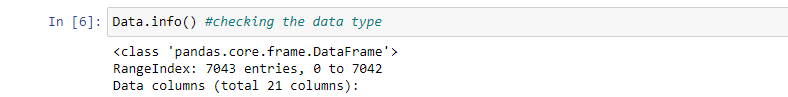 In [6]: Data.info() #checking the data type
<class 'pandas.core.frame.DataFrame'>
RangeIndex: 7043 entries, 0 to 7042
Data columns (total 21 columns):